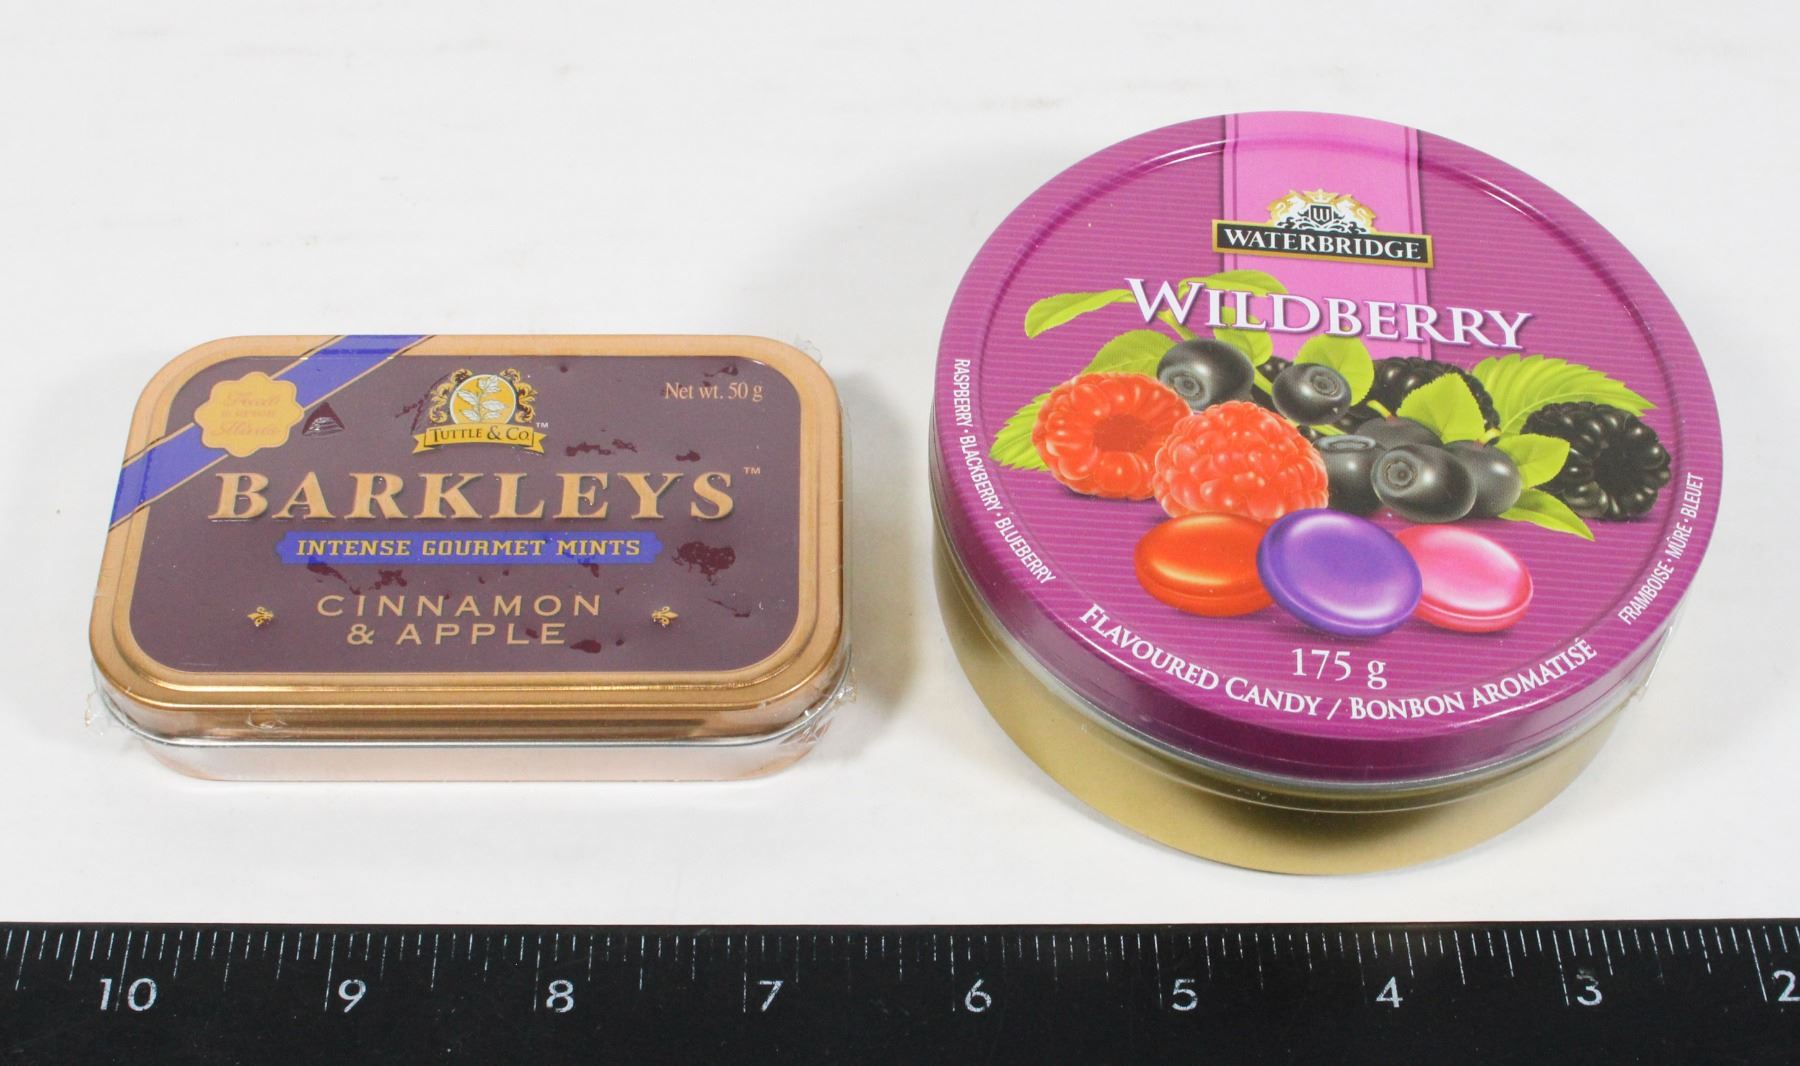 Net wt. 50 g
TUTTLE & CO.™
BARKLEYS™
INTENSE GOURMET MINTS
CINNAMON
& APPLE
W
WATERBRIDGE
WILDBERRY
RASPBERRY • BLACKBERRY • BLUEBERRY
FRAMBOISE • MÛRE • BLEUET
175 g
FLAVOURED CANDY / BONBON AROMATISÉ
10 9 8 7 6 5 4 3 2